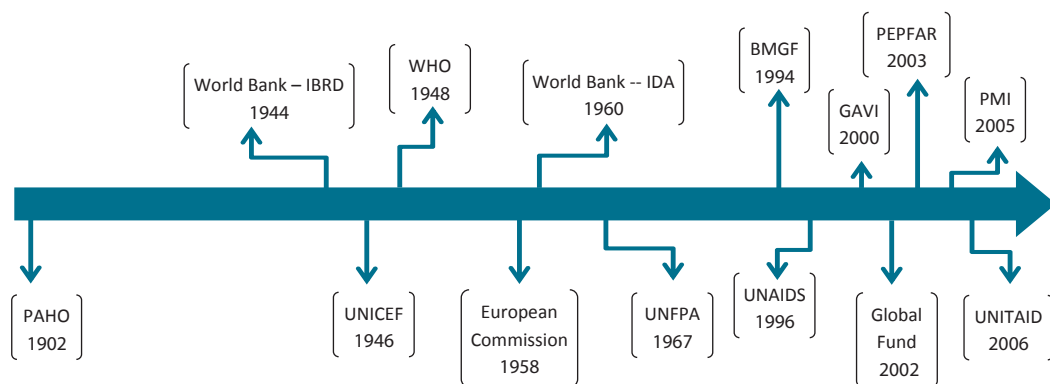 World Bank – IBRD
1944
WHO
1948
World Bank -- IDA
1960
BMGF
1994
GAVI
2000
PEPFAR
2003
PMI
2005
PAHO
1902
UNICEF
1946
European
Commission
1958
UNFPA
1967
UNAIDS
1996
Global
Fund
2002
UNITAID
2006